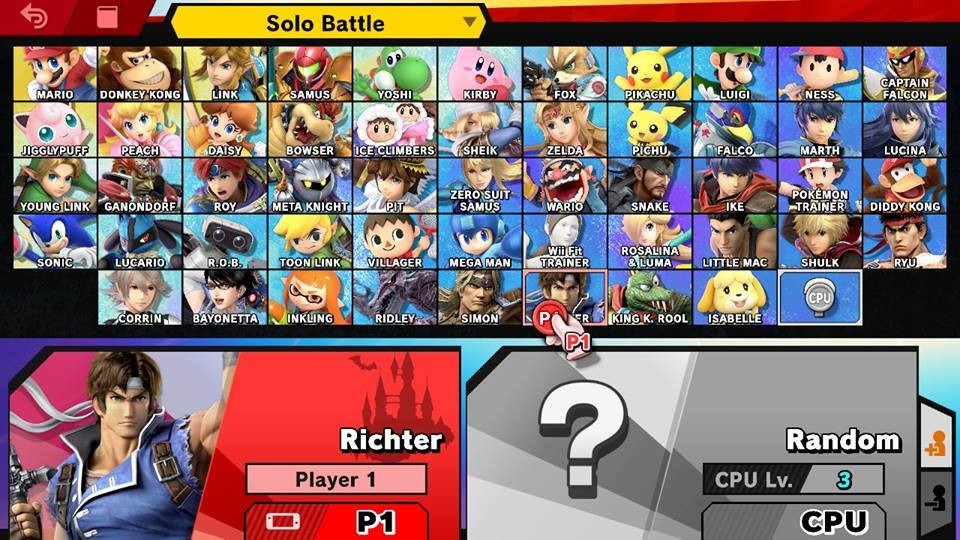 Solo Battle
MARIO DONKEY KONG LINK SAMUS YOSHI KIRBY FOX PIKACHU LUIGI NESS CAPTAIN FALCON
JIGGLYPUFF PEACH DAISY BOWSER ICE CLIMBERS SHEIK ZELDA PICHU FALCO MARTH LUCINA
YOUNG LINK GANONDORF ROY META KNIGHT PIT ZERO SUIT SAMUS WARIO SNAKE IKE POKÉMON TRAINER DIDDY KONG
SONIC LUCARIO R.O.B. TOON LINK VILLAGER MEGA MAN Wii Fit TRAINER ROSALINA & LUMA LITTLE MAC SHULK RYU
CORRIN BAYONETTA INKLING RIDLEY SIMON KING K. ROOL ISABELLE CPU
P1
Richter
Player 1
P1
Random
CPU Lv. 3
CPU